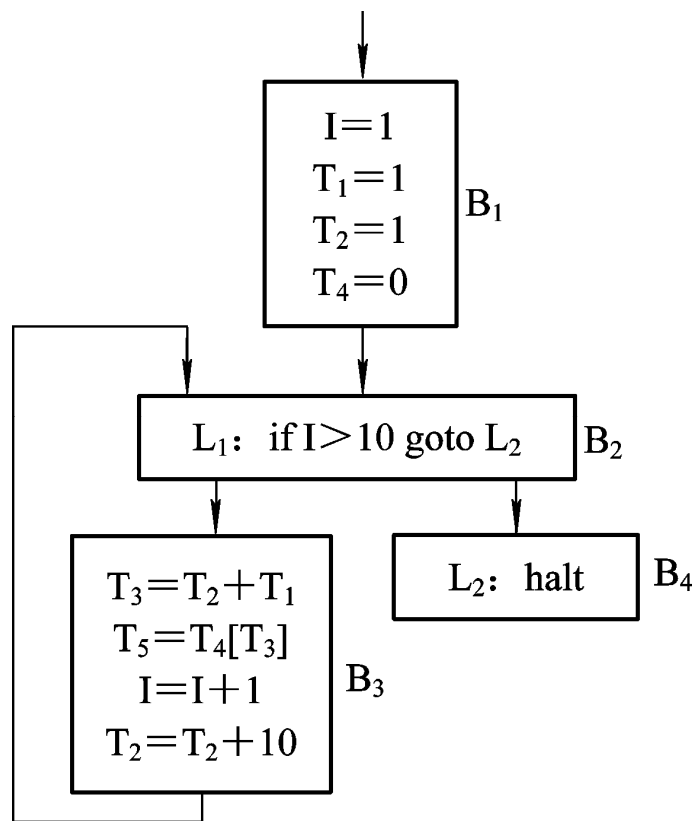 I=1
T₁=1
T₂=1
T₄=0
B₁
L₁: if I>10 goto L₂
B₂
T₃=T₂+T₁
T₅=T₄[T₃]
I=I+1
T₂=T₂+10
B₃
L₂: halt
B₄